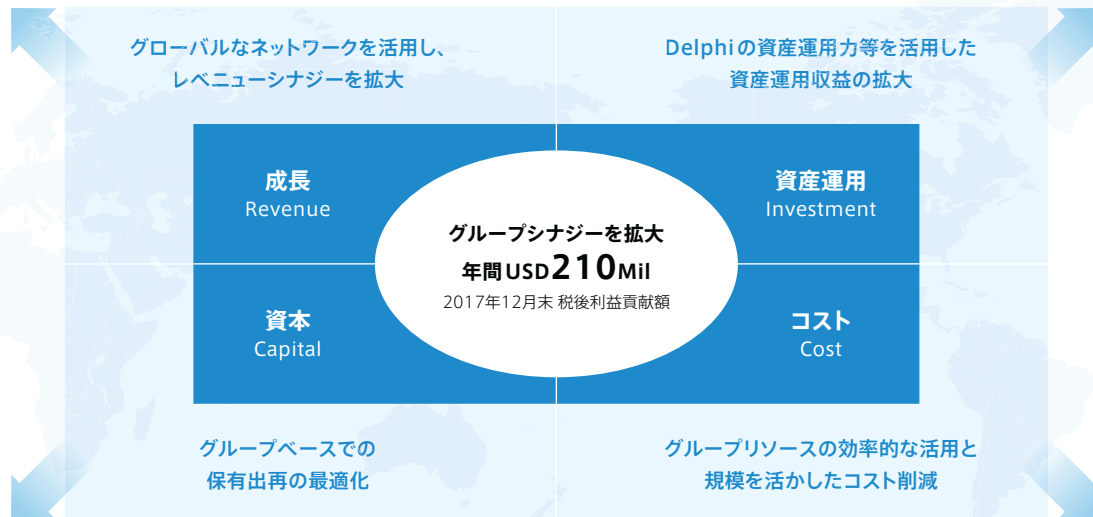 グローバルなネットワークを活用し、
レベニューシナジーを拡大
Delphiの資産運用力等を活用した
資産運用収益の拡大
成長
Revenue
資産運用
Investment
グループシナジーを拡大
年間USD210Mil
2017年12月末 税後利益貢献額
資本
Capital
コスト
Cost
グループベースでの
保有出再の最適化
グループリソースの効率的な活用と
規模を活かしたコスト削減